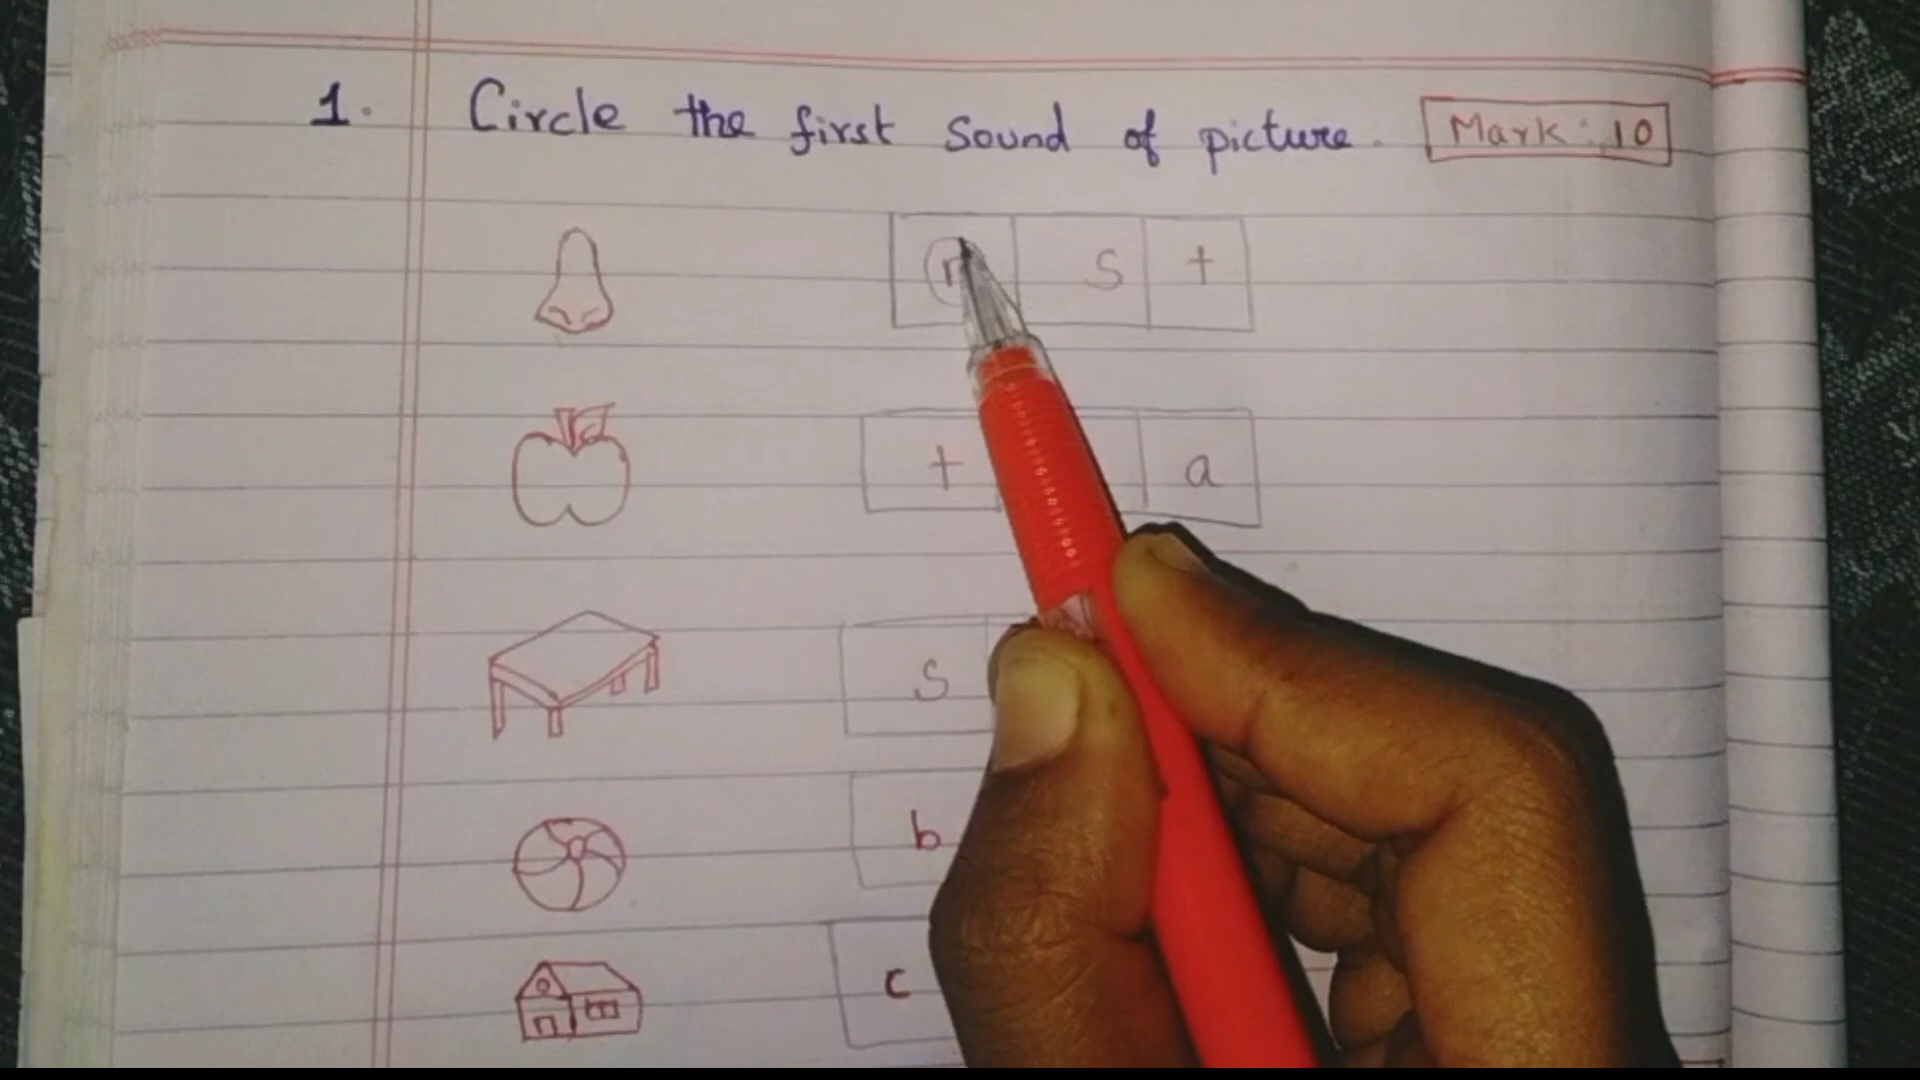 1. Circle the first sound of picture. Mark: 10
n s t
t a
s
b
c